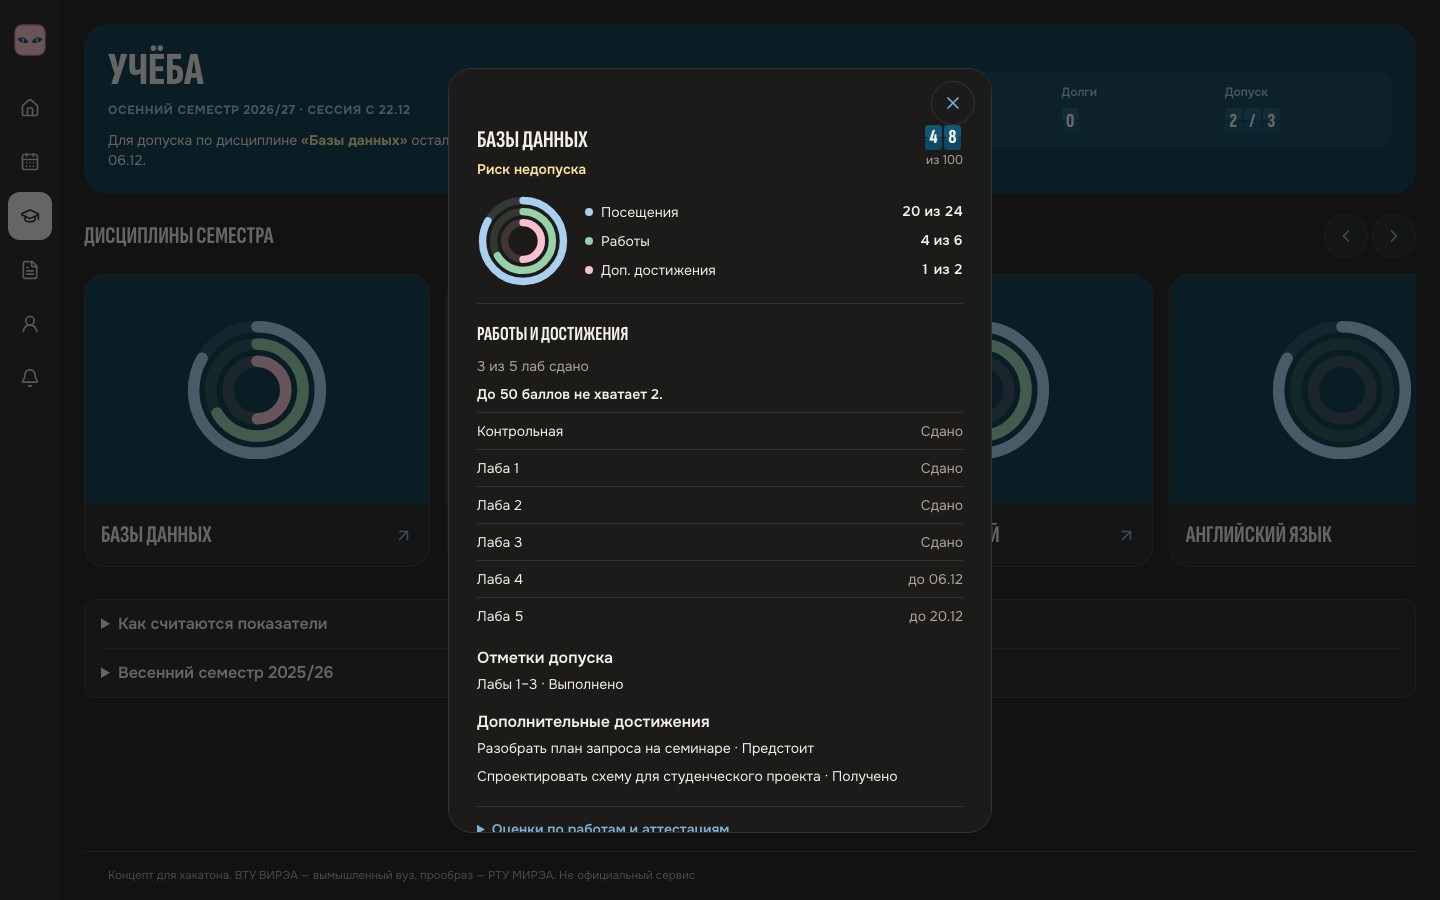 УЧЁБА
ОСЕННИЙ СЕМЕСТР 2026/27 · СЕССИЯ С 22.12
Для допуска по дисциплине «Базы данных» остал
06.12.
Долги
0
Допуск
2 / 3
ДИСЦИПЛИНЫ СЕМЕСТРА
БАЗЫ ДАННЫХ
Й
АНГЛИЙСКИЙ ЯЗЫК
Как считаются показатели
Весенний семестр 2025/26
БАЗЫ ДАННЫХ
48
из 100
Риск недопуска
Посещения 20 из 24
Работы 4 из 6
Доп. достижения 1 из 2
РАБОТЫ И ДОСТИЖЕНИЯ
3 из 5 лаб сдано
До 50 баллов не хватает 2.
Контрольная Сдано
Лаба 1 Сдано
Лаба 2 Сдано
Лаба 3 Сдано
Лаба 4 до 06.12
Лаба 5 до 20.12
Отметки допуска
Лабы 1–3 · Выполнено
Дополнительные достижения
Разобрать план запроса на семинаре · Предстоит
Спроектировать схему для студенческого проекта · Получено
Оценки по работам и аттестациям
Концепт для хакатона. ВТУ ВИРЭА — вымышленный вуз, прообраз — РТУ МИРЭА. Не официальный сервис